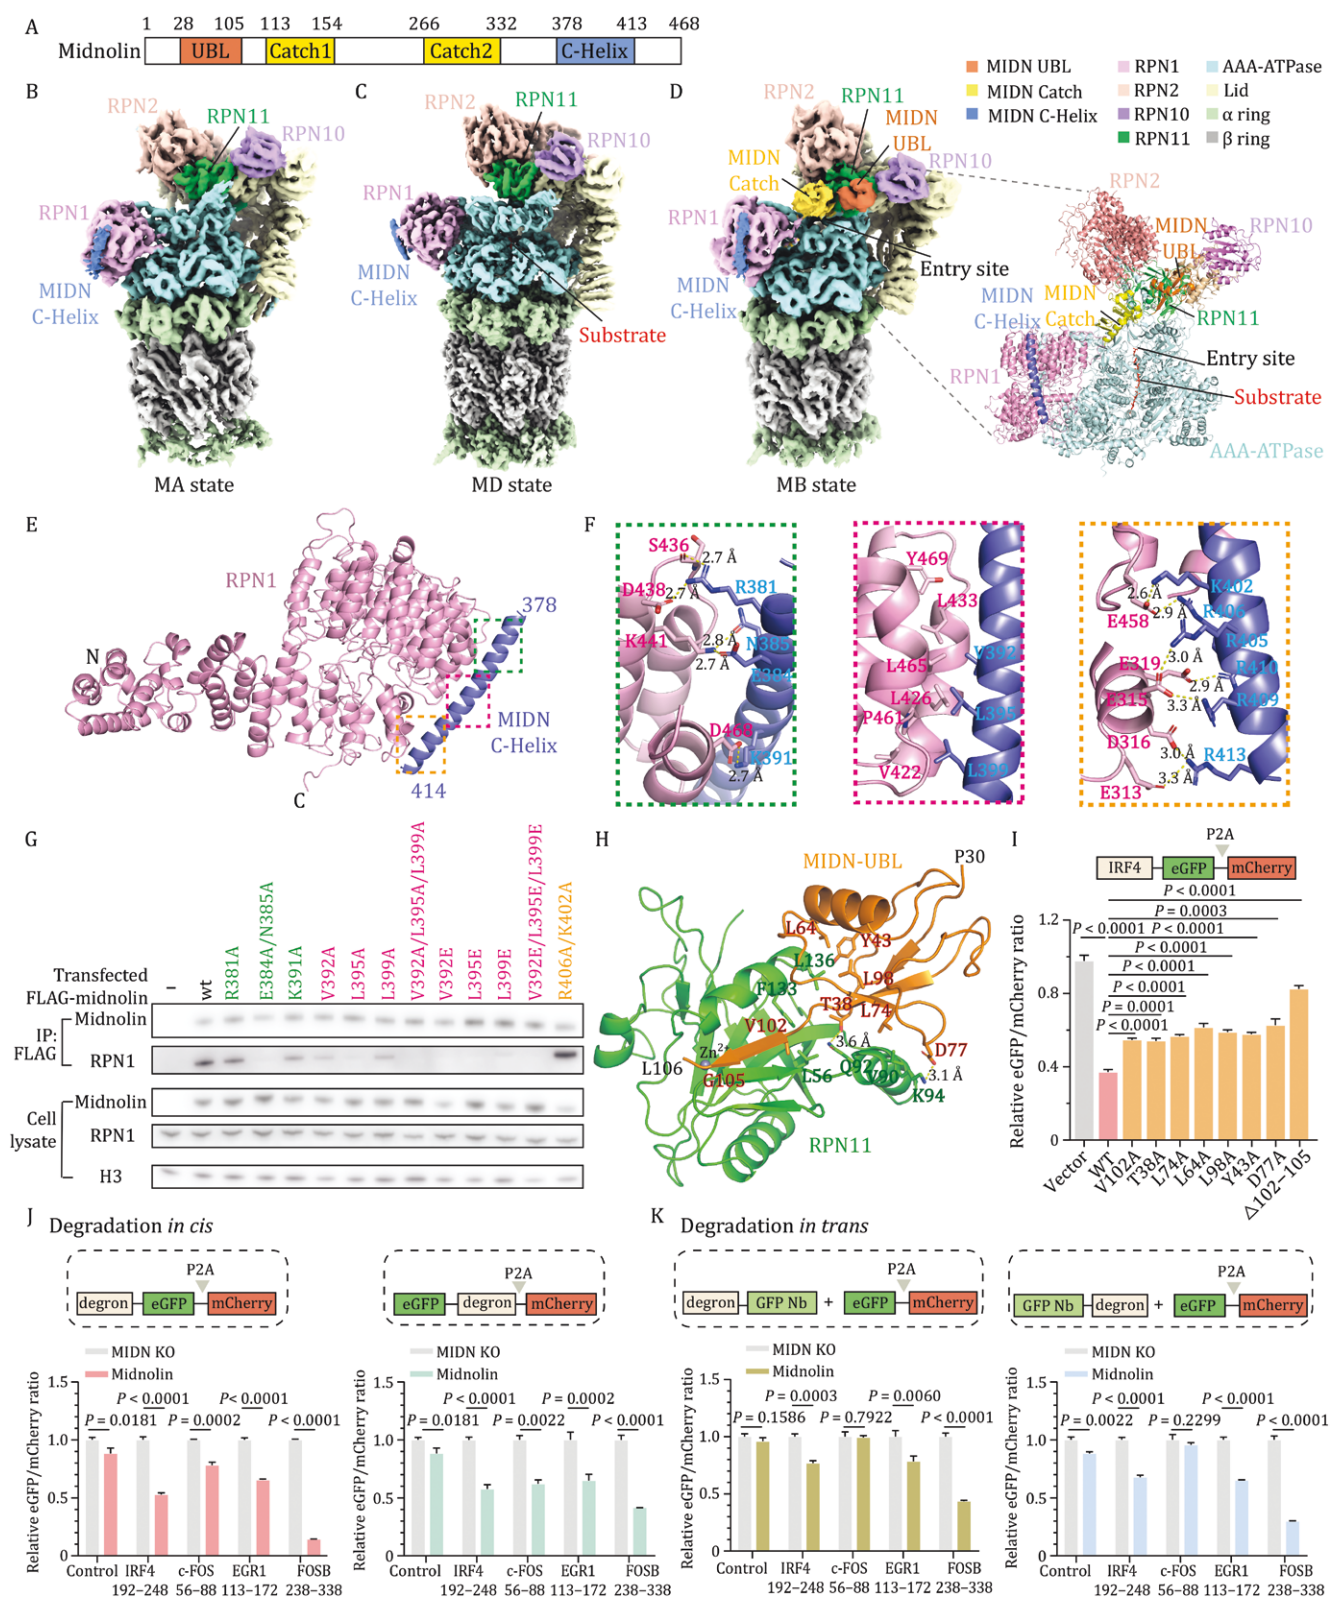 A
1 28 105 113 154 266 332 378 413 468
Midnolin UBL Catch1 Catch2 C-Helix
B
RPN2
RPN11
RPN10
RPN1
MIDN
C-Helix
MA state
C
RPN2
RPN11
RPN10
RPN1
MIDN
C-Helix
Substrate
MD state
D
RPN2
RPN11
MIDN
UBL
RPN10
MIDN
Catch
RPN1
MIDN
C-Helix
Entry site
MB state
MIDN UBL RPN1 AAA-ATPase
MIDN Catch RPN2 Lid
MIDN C-Helix RPN10 α ring
RPN11 β ring
RPN2
MIDN
UBL
RPN10
MIDN
C-Helix
MIDN
Catch
RPN11
Entry site
RPN1
Substrate
AAA-ATPase
E
RPN1
378
N
MIDN
C-Helix
414
C
F
S436
2.7 Å
R381
D438
2.7 Å
K441
2.8 Å
N385
2.7 Å
E384
D468
K391
2.7 Å
Y469
L433
V392
L465
L426
L395
P461
V422
L399
K402
2.6 Å
R406
2.9 Å
E458
R405
3.0 Å
E319
R410
2.9 Å
E315
R409
3.3 Å
D316
3.0 Å
R413
3.3 Å
E313
G
Transfected
FLAG-midnolin
– wt R381A E384A/N385A K391A V392A L395A L399A V392A/L395A/L399A V392E L395E L399E V392E/L395E/L399E R406A/K402A
IP:
FLAG
Midnolin
RPN1
Cell
lysate
Midnolin
RPN1
H3
H
MIDN-UBL
P30
L64
Y43
L136
L98
F133
T38
L74
V102
3.6 Å
Zn2+
D77
L106
G105
L56
Q92
V90
3.1 Å
K94
RPN11
I
P2A
IRF4 eGFP mCherry
P < 0.0001
P = 0.0003
P < 0.0001 P < 0.0001
P < 0.0001
P < 0.0001
P < 0.0001
P = 0.0001
P < 0.0001
Relative eGFP/mCherry ratio
1.2
0.8
0.4
0
Vector WT V102A T38A L74A L64A L98A Y43A D77A △102–105
J
Degradation in cis
P2A
degron eGFP mCherry
MIDN KO
Midnolin
P < 0.0001 P < 0.0001
P = 0.0181 P = 0.0002 P < 0.0001
Relative eGFP/mCherry ratio
1.5
1.0
0.5
0
Control IRF4 c-FOS EGR1 FOSB
192–248 56–88 113–172 238–338
P2A
eGFP degron mCherry
MIDN KO
Midnolin
P < 0.0001 P = 0.0002
P = 0.0181 P = 0.0022 P < 0.0001
Relative eGFP/mCherry ratio
1.5
1.0
0.5
0
Control IRF4 c-FOS EGR1 FOSB
192–248 56–88 113–172 238–338
K
Degradation in trans
P2A
degron GFP Nb + eGFP mCherry
MIDN KO
Midnolin
P = 0.0003 P = 0.0060
P = 0.1586 P = 0.7922 P < 0.0001
Relative eGFP/mCherry ratio
1.5
1.0
0.5
0
Control IRF4 c-FOS EGR1 FOSB
192–248 56–88 113–172 238–338
P2A
GFP Nb degron + eGFP mCherry
MIDN KO
Midnolin
P < 0.0001 P < 0.0001
P = 0.0022 P = 0.2299 P < 0.0001
Relative eGFP/mCherry ratio
1.5
1.0
0.5
0
Control IRF4 c-FOS EGR1 FOSB
192–248 56–88 113–172 238–338